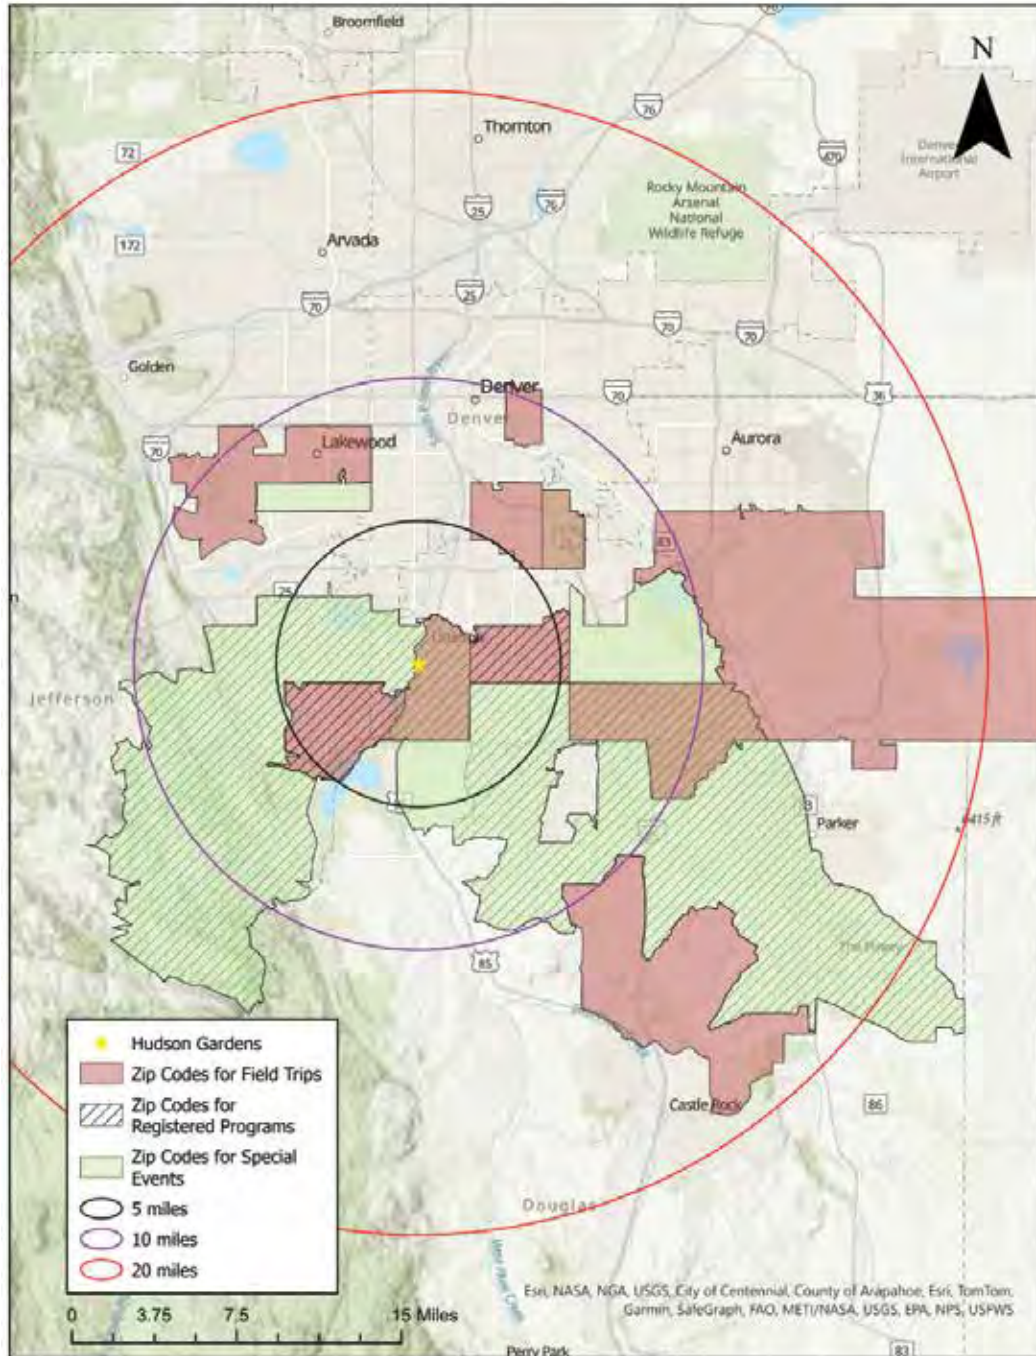 Broomfield
76
N
76
Thornton
72
470
Denver
International
Airport
Rocky Mountain
Arsenal
National
Wildlife Refuge
25
76
172
Arvada
25
70
70
70
Golden
Denver
70
36
Denver
70
Lakewood
Aurora
83
Jefferson
Parker
6415 ft
85
Castle Rock
86
Hudson Gardens
Zip Codes for Field Trips
Zip Codes for
Registered Programs
Zip Codes for Special
Events
5 miles
10 miles
20 miles
Douglas
Esri, NASA, NGA, USGS, City of Centennial, County of Arapahoe, Esri, TomTom,
Garmin, SafeGraph, FAO, METI/NASA, USGS, EPA, NPS, USFWS
0 3.75 7.5 15 Miles
Perry Park
83